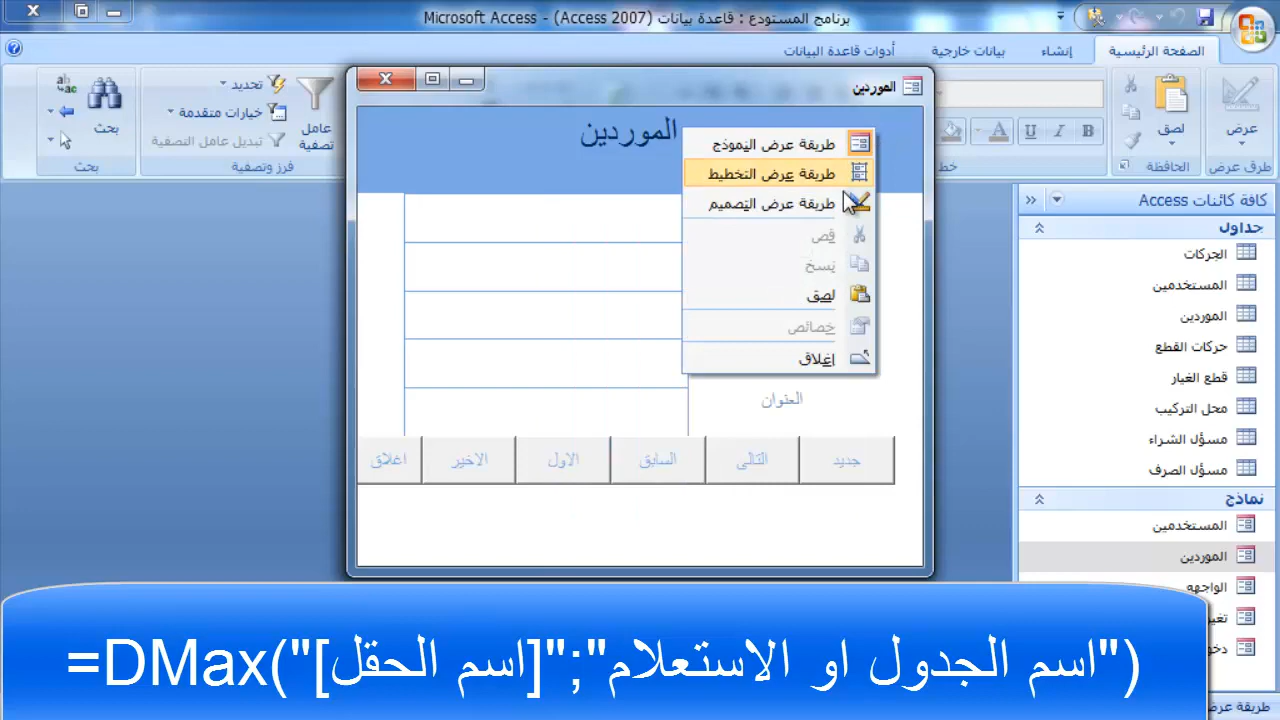 برنامج المستودع : قاعدة بيانات (Access 2007) - Microsoft Access
الصفحة الرئيسية
إنشاء
بيانات خارجية
أدوات قاعدة البيانات
عرض
طريقة عرض
لصق
الحافظة
خط
عامل تصفية
تحديد
خيارات متقدمة
تبديل عامل التصفية
فرز وتصفية
بحث
بحث
الموردين
الموردين
طريقة عرض النموذج
طريقة عرض التخطيط
طريقة عرض التصميم
قص
نسخ
لصق
خصائص
إغلاق
العنوان
جديد
التالى
السابق
الاول
الاخير
اغلاق
كافة كائنات Access
جداول
الحركات
المستخدمين
الموردين
حركات القطع
قطع الغيار
محل التركيب
مسؤل الشراء
مسؤل الصرف
نماذج
المستخدمين
الموردين
الواجهه
=DMax("[اسم الحقل]";"اسم الجدول او الاستعلام")